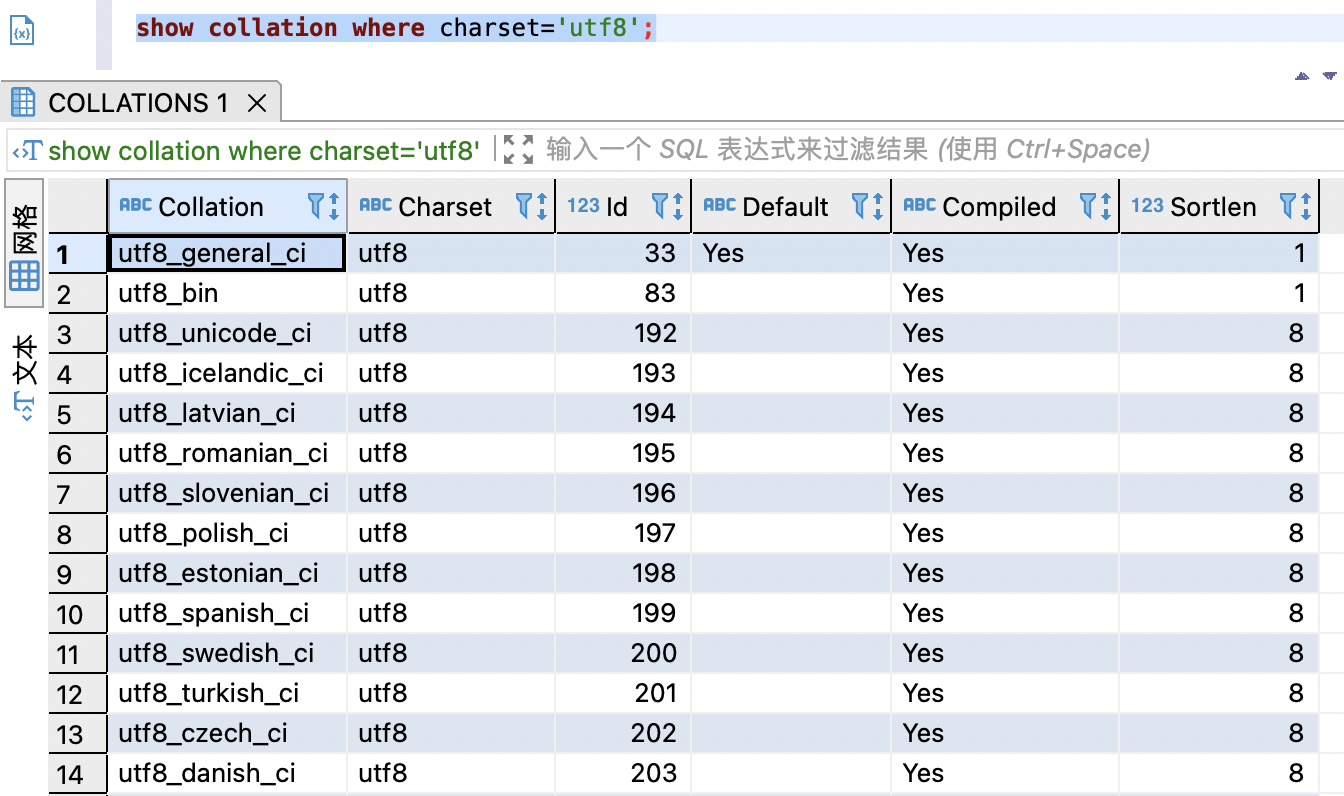 show collation where charset='utf8';
COLLATIONS 1
show collation where charset='utf8' 输入一个 SQL 表达式来过滤结果 (使用 Ctrl+Space)
网格
文本
ABC Collation ABC Charset 123 Id ABC Default ABC Compiled 123 Sortlen
1 utf8_general_ci utf8 33 Yes Yes 1
2 utf8_bin utf8 83 Yes 1
3 utf8_unicode_ci utf8 192 Yes 8
4 utf8_icelandic_ci utf8 193 Yes 8
5 utf8_latvian_ci utf8 194 Yes 8
6 utf8_romanian_ci utf8 195 Yes 8
7 utf8_slovenian_ci utf8 196 Yes 8
8 utf8_polish_ci utf8 197 Yes 8
9 utf8_estonian_ci utf8 198 Yes 8
10 utf8_spanish_ci utf8 199 Yes 8
11 utf8_swedish_ci utf8 200 Yes 8
12 utf8_turkish_ci utf8 201 Yes 8
13 utf8_czech_ci utf8 202 Yes 8
14 utf8_danish_ci utf8 203 Yes 8